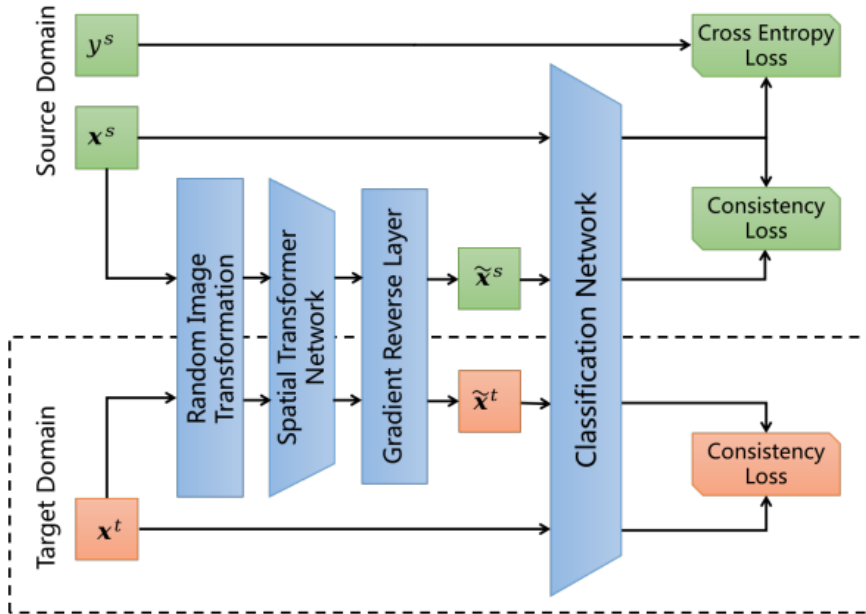 Source Domain
y^s
Cross Entropy
Loss
x^s
Consistency
Loss
Random Image
Transformation
Spatial Transformer
Network
Gradient Reverse Layer
x̃^s
Classification Network
Target Domain
x̃^t
Consistency
Loss
x^t